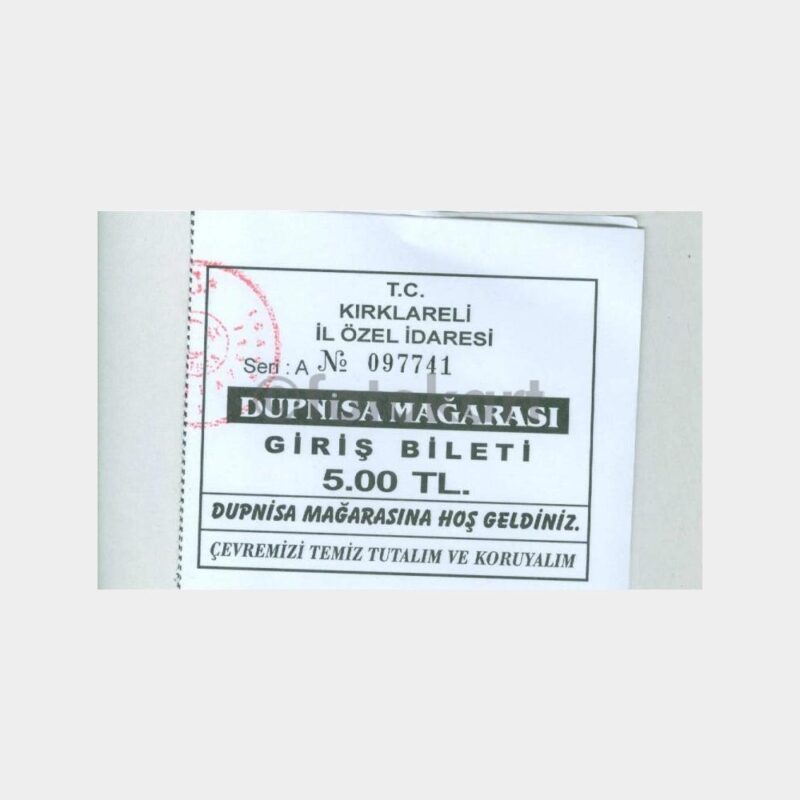 T.C.
KIRKLARELİ
İL ÖZEL İDARESİ
Seri : A № 097741
DUPNİSA MAĞARASI
GİRİŞ BİLETİ
5.00 TL.
DUPNİSA MAĞARASINA HOŞ GELDİNİZ.
ÇEVREMİZİ TEMİZ TUTALIM VE KORUYALIM